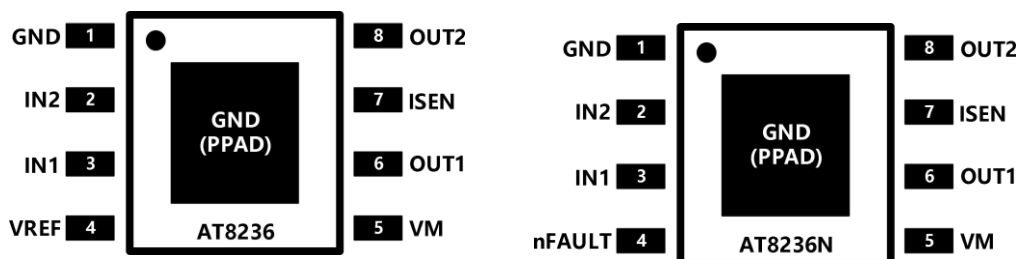 GND 1 8 OUT2
IN2 2 7 ISEN
GND
(PPAD)
IN1 3 6 OUT1
VREF 4 5 VM
AT8236
GND 1 8 OUT2
IN2 2 7 ISEN
GND
(PPAD)
IN1 3 6 OUT1
nFAULT 4 5 VM
AT8236N